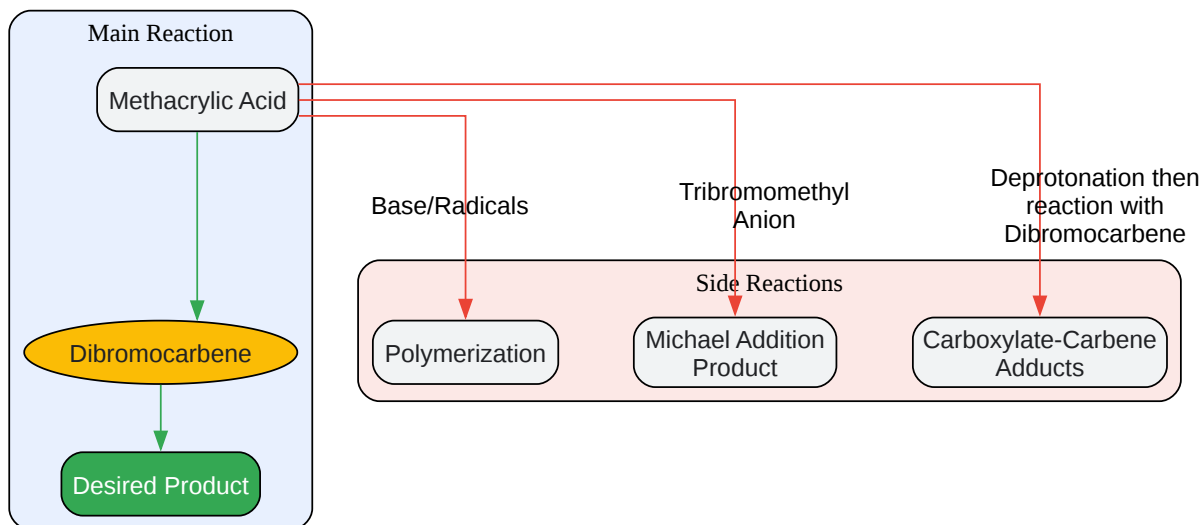 Main Reaction
Methacrylic Acid
Base/Radicals
Tribromomethyl
Anion
Deprotonation then
reaction with
Dibromocarbene
Side Reactions
Dibromocarbene
Polymerization
Michael Addition
Product
Carboxylate-Carbene
Adducts
Desired Product